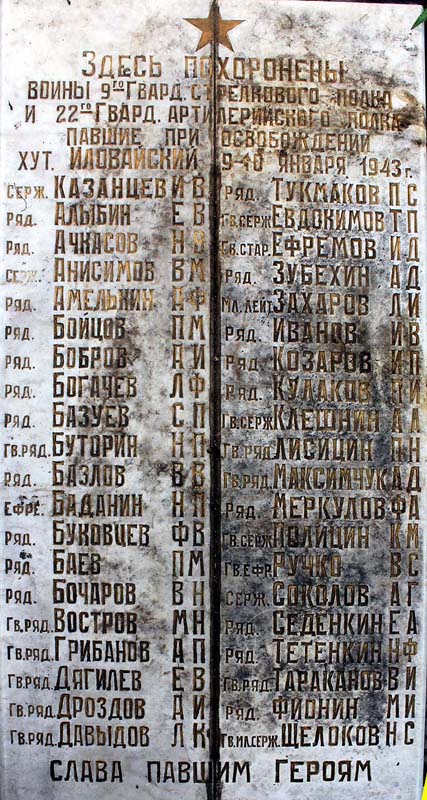 Здесь похоронены
воины 9го Гвард. стрелкового полка
и 22го Гвард. артиллерийского полка
павшие при освобождении
хут. Иловайский 9-10 января 1943 г.
серж. Казанцев И В
ряд. Алыбин Е В
ряд. Ачкасов
серж. Анисимов В М
ряд. Амелькин
ряд. Бойцов П М
ряд. Бобров А И
ряд. Богачев Л Ф
ряд. Базуев С П
гв.ряд. Буторин Н П
ряд. Базлов В В
ефре. Баданин Н П
ряд. Буковцев Ф В
ряд. Баев П М
ряд. Бочаров В Н
гв.ряд. Востров М Н
гв.ряд. Грибанов А П
гв.ряд. Дягилев Е В
гв.ряд. Дроздов А И
гв.ряд. Давыдов Л К
ряд. Тукмаков П С
гв.серж. Евдокимов Т П
гв.стар. Ефремов И Д
ряд. Зубехин А Д
мл.лейт. Захаров Л И
ряд. Иванов И В
ряд. Козаров И П
ряд. Кулаков П И
гв.серж. Клешнин А А
гв.ряд. Лисицин П Н
гв.ряд. Максимчук А Д
ряд. Меркулов Ф А
гв.серж. Полицин К М
гв.ефр. Ручко В С
серж. Соколов А Г
ряд. Седенкин Е А
ряд. Тетенкин Н Ф
гв.ряд. Тараканов В И
ряд. Фионин М И
гв.мл.серж. Щелоков Н С
Слава павшим героям